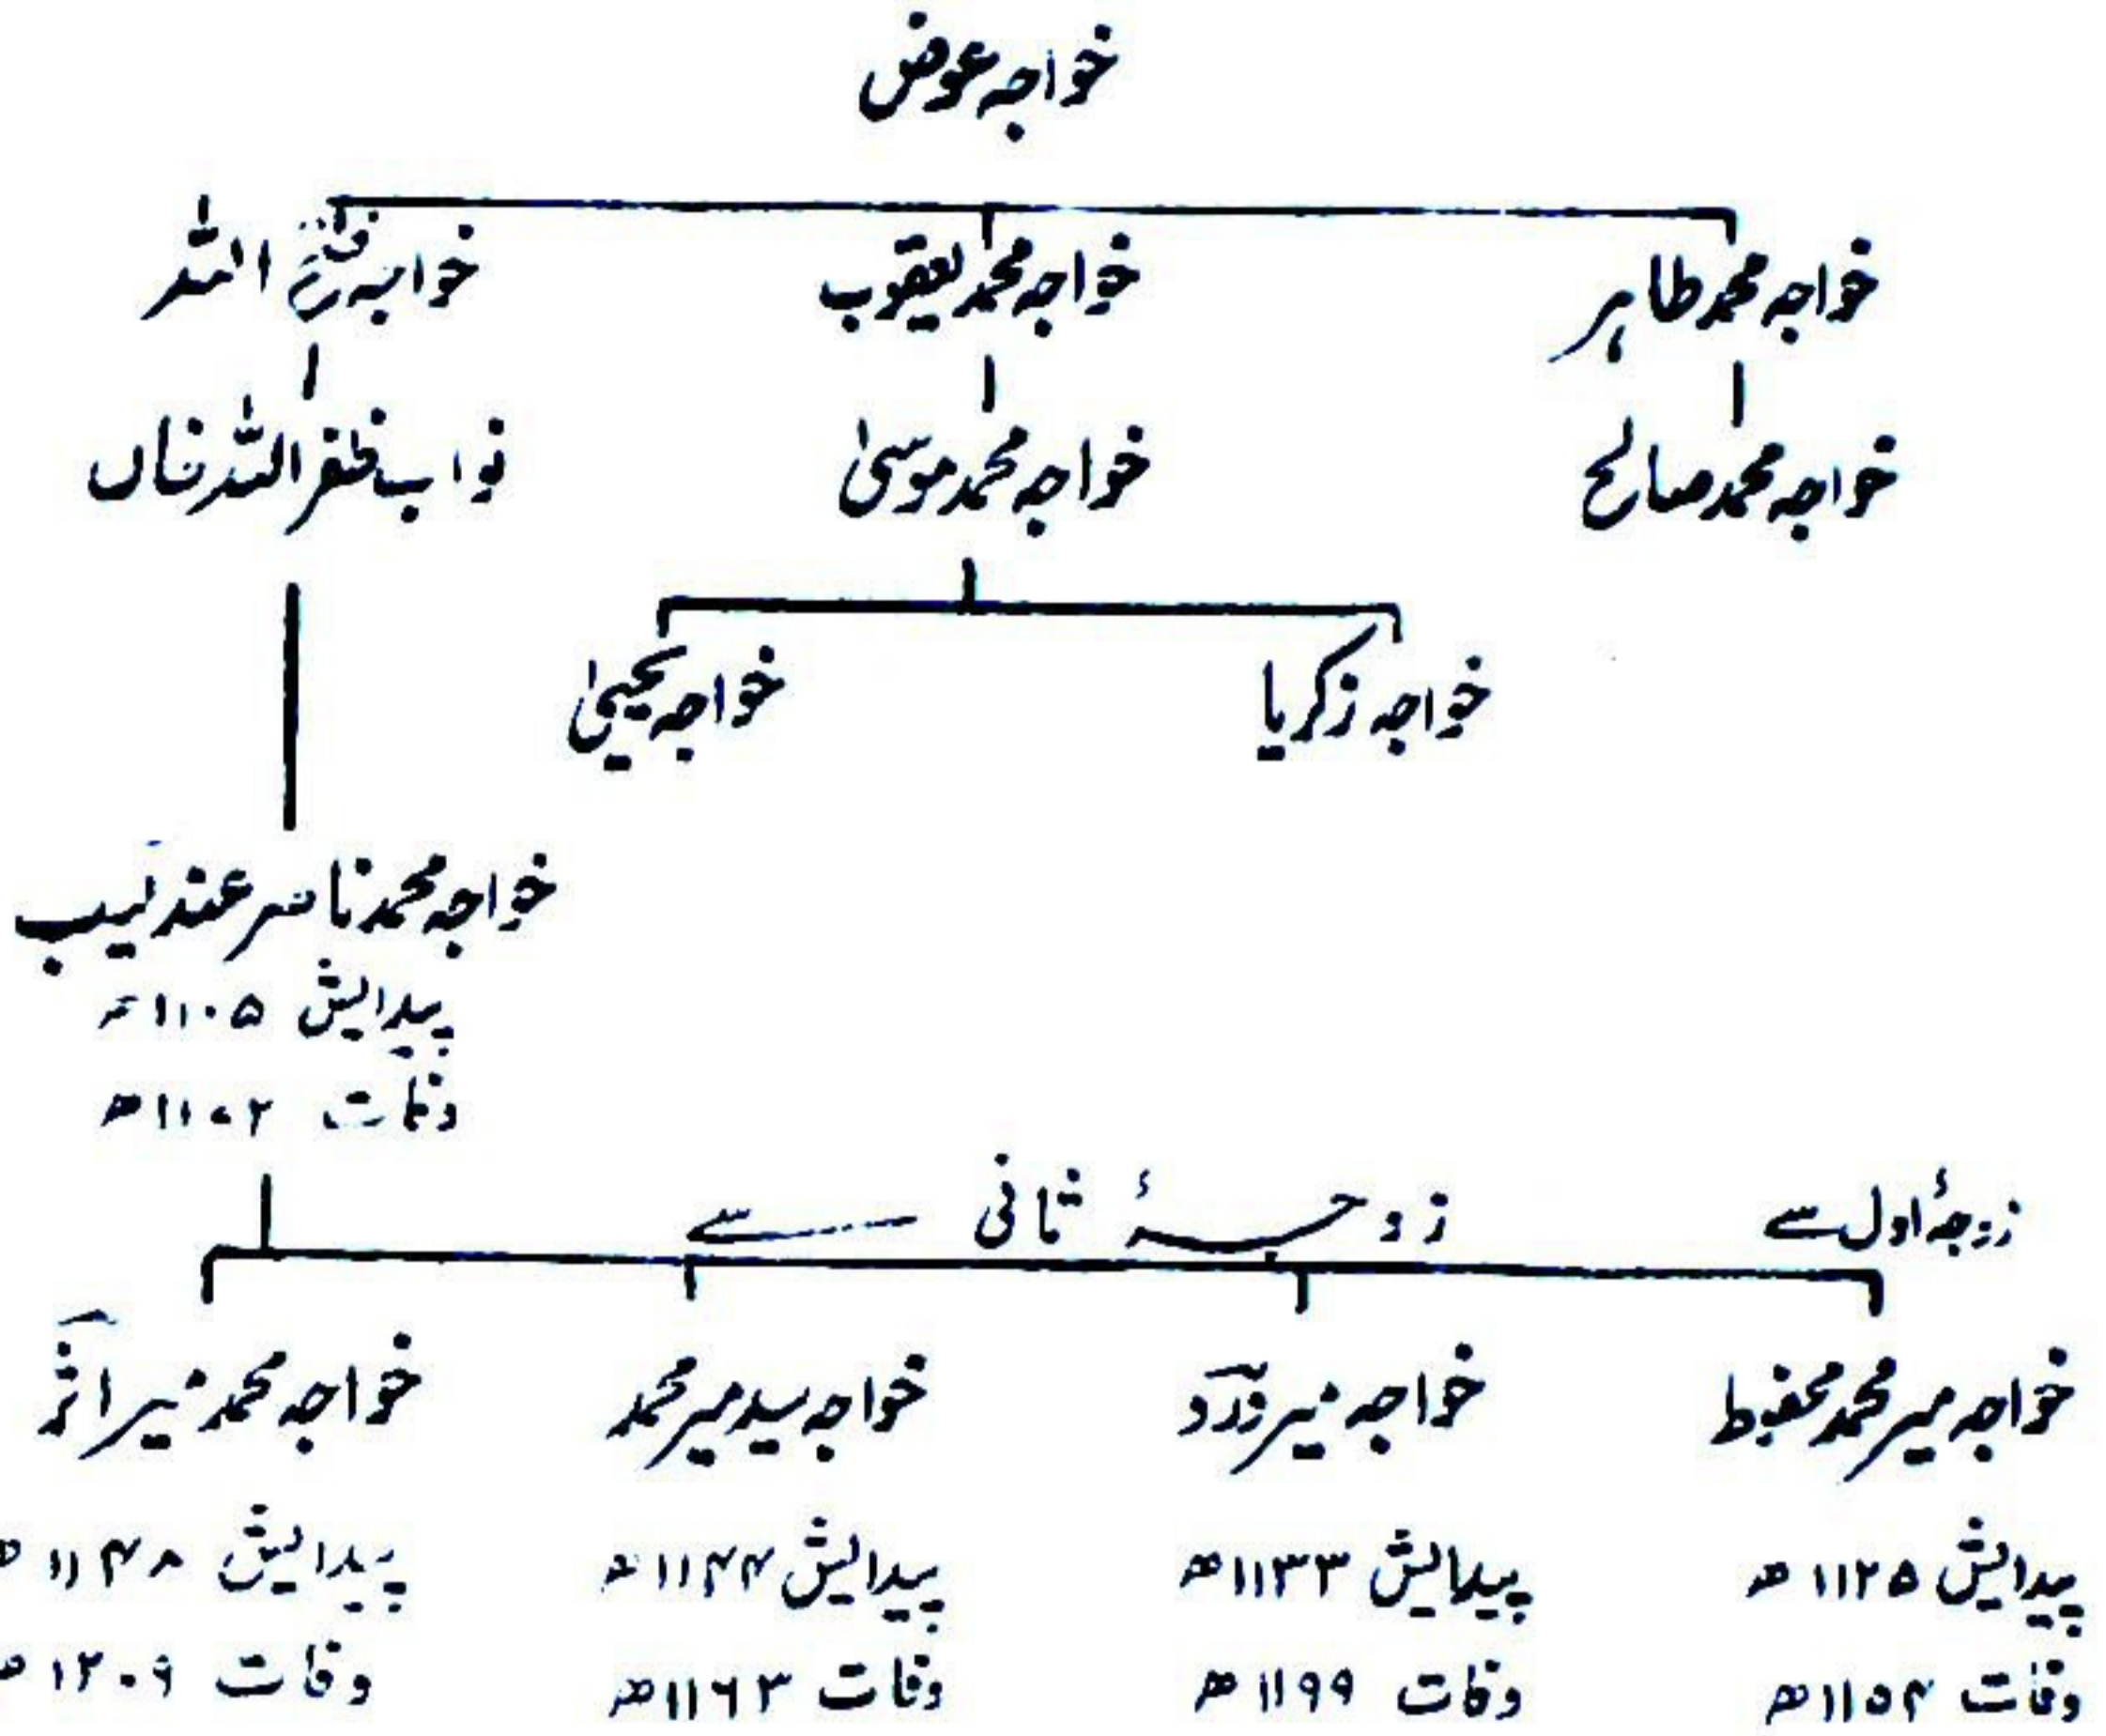 خواجہ عوض
خواجہ محمد طاہر
خواجہ محمد یعقوب
خواجہ فتح اللہ
خواجہ محمد صالح
خواجہ محمد موسیٰ
نواب ظفر اللہ خاں
خواجہ زکریا
خواجہ یحییٰ
خواجہ محمد ناصر عندلیب
پیدایش ۱۱۰۵ھ
وفات
زوجۂ اول سے
زوجۂ ثانی سے
خواجہ میر محمد محفوظ
خواجہ میر درد
خواجہ سید میر محمد
خواجہ محمد میر اثر
پیدایش ۱۱۲۵ھ
پیدایش ۱۱۳۳ھ
پیدایش ۱۱۴۴ھ
پیدایش ۱۱۴۸ھ
وفات ۱۱۵۴ھ
وفات ۱۱۹۹ھ
وفات ۱۱۶۳ھ
وفات ۱۲۰۹ھ